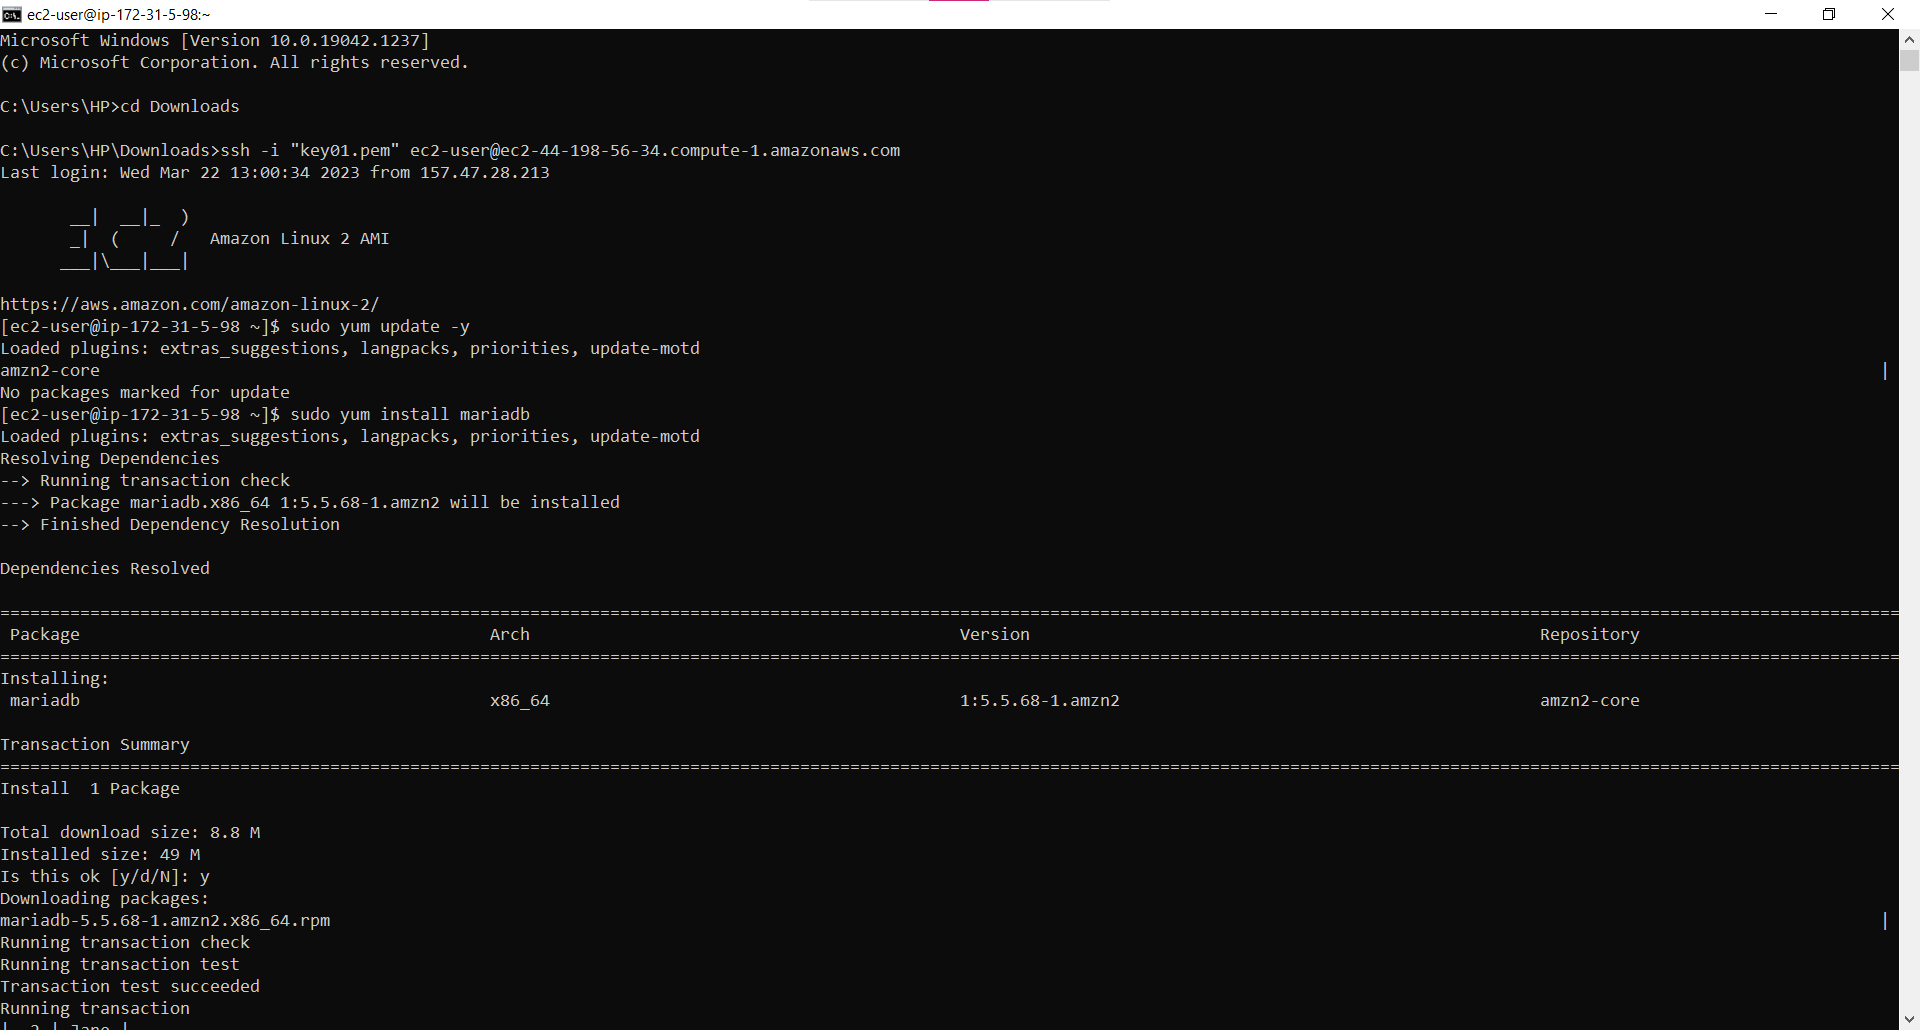 ec2-user@ip-172-31-5-98:~
Microsoft Windows [Version 10.0.19042.1237]
(c) Microsoft Corporation. All rights reserved.
C:\Users\HP>cd Downloads
C:\Users\HP\Downloads>ssh -i "key01.pem" ec2-user@ec2-44-198-56-34.compute-1.amazonaws.com
Last login: Wed Mar 22 13:00:34 2023 from 157.47.28.213
       __|  __|_  )
       _|  (     /   Amazon Linux 2 AMI
      ___|\___|___|
https://aws.amazon.com/amazon-linux-2/
[ec2-user@ip-172-31-5-98 ~]$ sudo yum update -y
Loaded plugins: extras_suggestions, langpacks, priorities, update-motd
amzn2-core |
No packages marked for update
[ec2-user@ip-172-31-5-98 ~]$ sudo yum install mariadb
Loaded plugins: extras_suggestions, langpacks, priorities, update-motd
Resolving Dependencies
--> Running transaction check
---> Package mariadb.x86_64 1:5.5.68-1.amzn2 will be installed
--> Finished Dependency Resolution
Dependencies Resolved
Package Arch Version Repository
Installing:
mariadb x86_64 1:5.5.68-1.amzn2 amzn2-core
Transaction Summary
Install  1 Package
Total download size: 8.8 M
Installed size: 49 M
Is this ok [y/d/N]: y
Downloading packages:
mariadb-5.5.68-1.amzn2.x86_64.rpm |
Running transaction check
Running transaction test
Transaction test succeeded
Running transaction
|  2 | Jane |